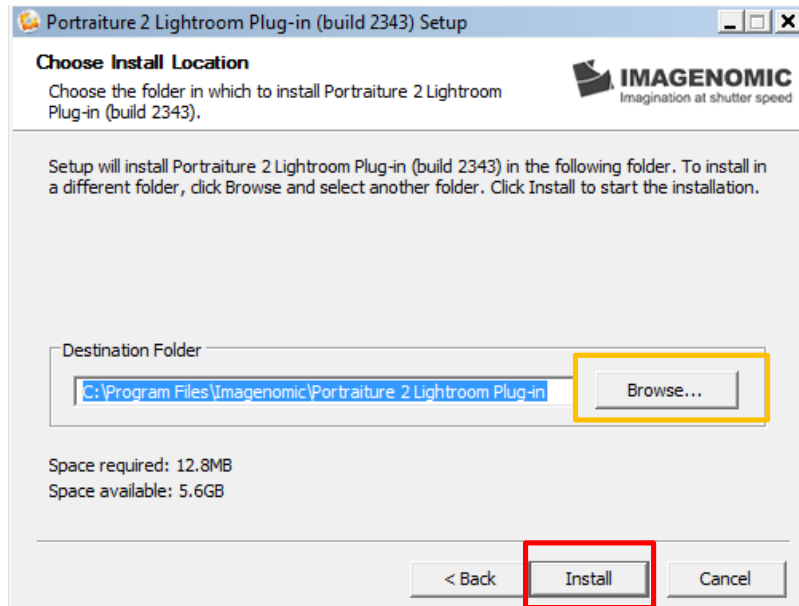 Portraiture 2 Lightroom Plug-in (build 2343) Setup
Choose Install Location
Choose the folder in which to install Portraiture 2 Lightroom
Plug-in (build 2343).
IMAGENOMIC
Imagination at shutter speed
Setup will install Portraiture 2 Lightroom Plug-in (build 2343) in the following folder. To install in
a different folder, click Browse and select another folder. Click Install to start the installation.
Destination Folder
C:\Program Files\Imagenomic\Portraiture 2 Lightroom Plug-in
Browse...
Space required: 12.8MB
Space available: 5.6GB
< Back
Install
Cancel